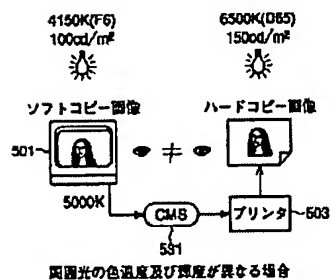 4150K(F6)
100cd/m²
6500K(D65)
150cd/m²
ソフトコピー画像
ハードコピー画像
501
≠
5000K
CMS
プリンタ
503
531
周囲光の色温度及び輝度が異なる場合